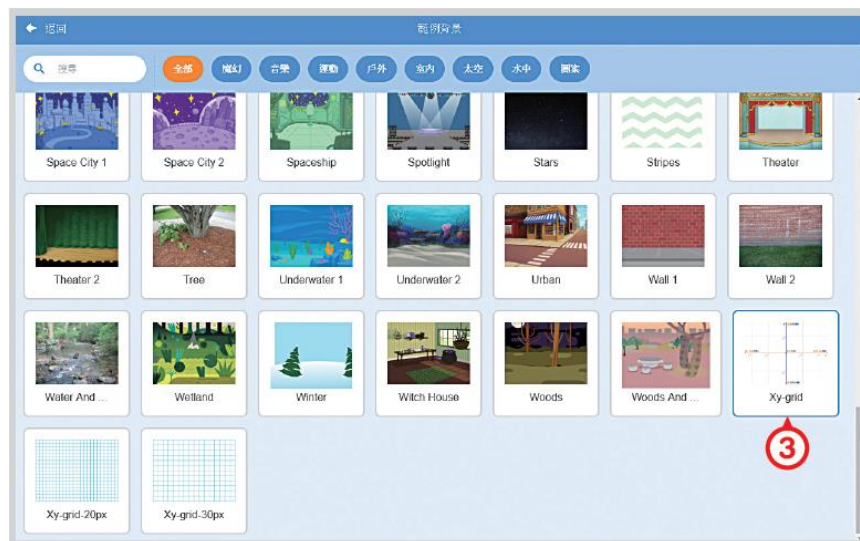 返回
範例背景
搜尋
全部
魔幻
音樂
運動
戶外
室內
太空
水中
圖案
Space City 1
Space City 2
Spaceship
Spotlight
Stars
Stripes
Theater
Theater 2
Tree
Underwater 1
Underwater 2
Urban
Wall 1
Wall 2
Water And ...
Wetland
Winter
Witch House
Woods
Woods And ...
Xy-grid
3
Xy-grid-20px
Xy-grid-30px